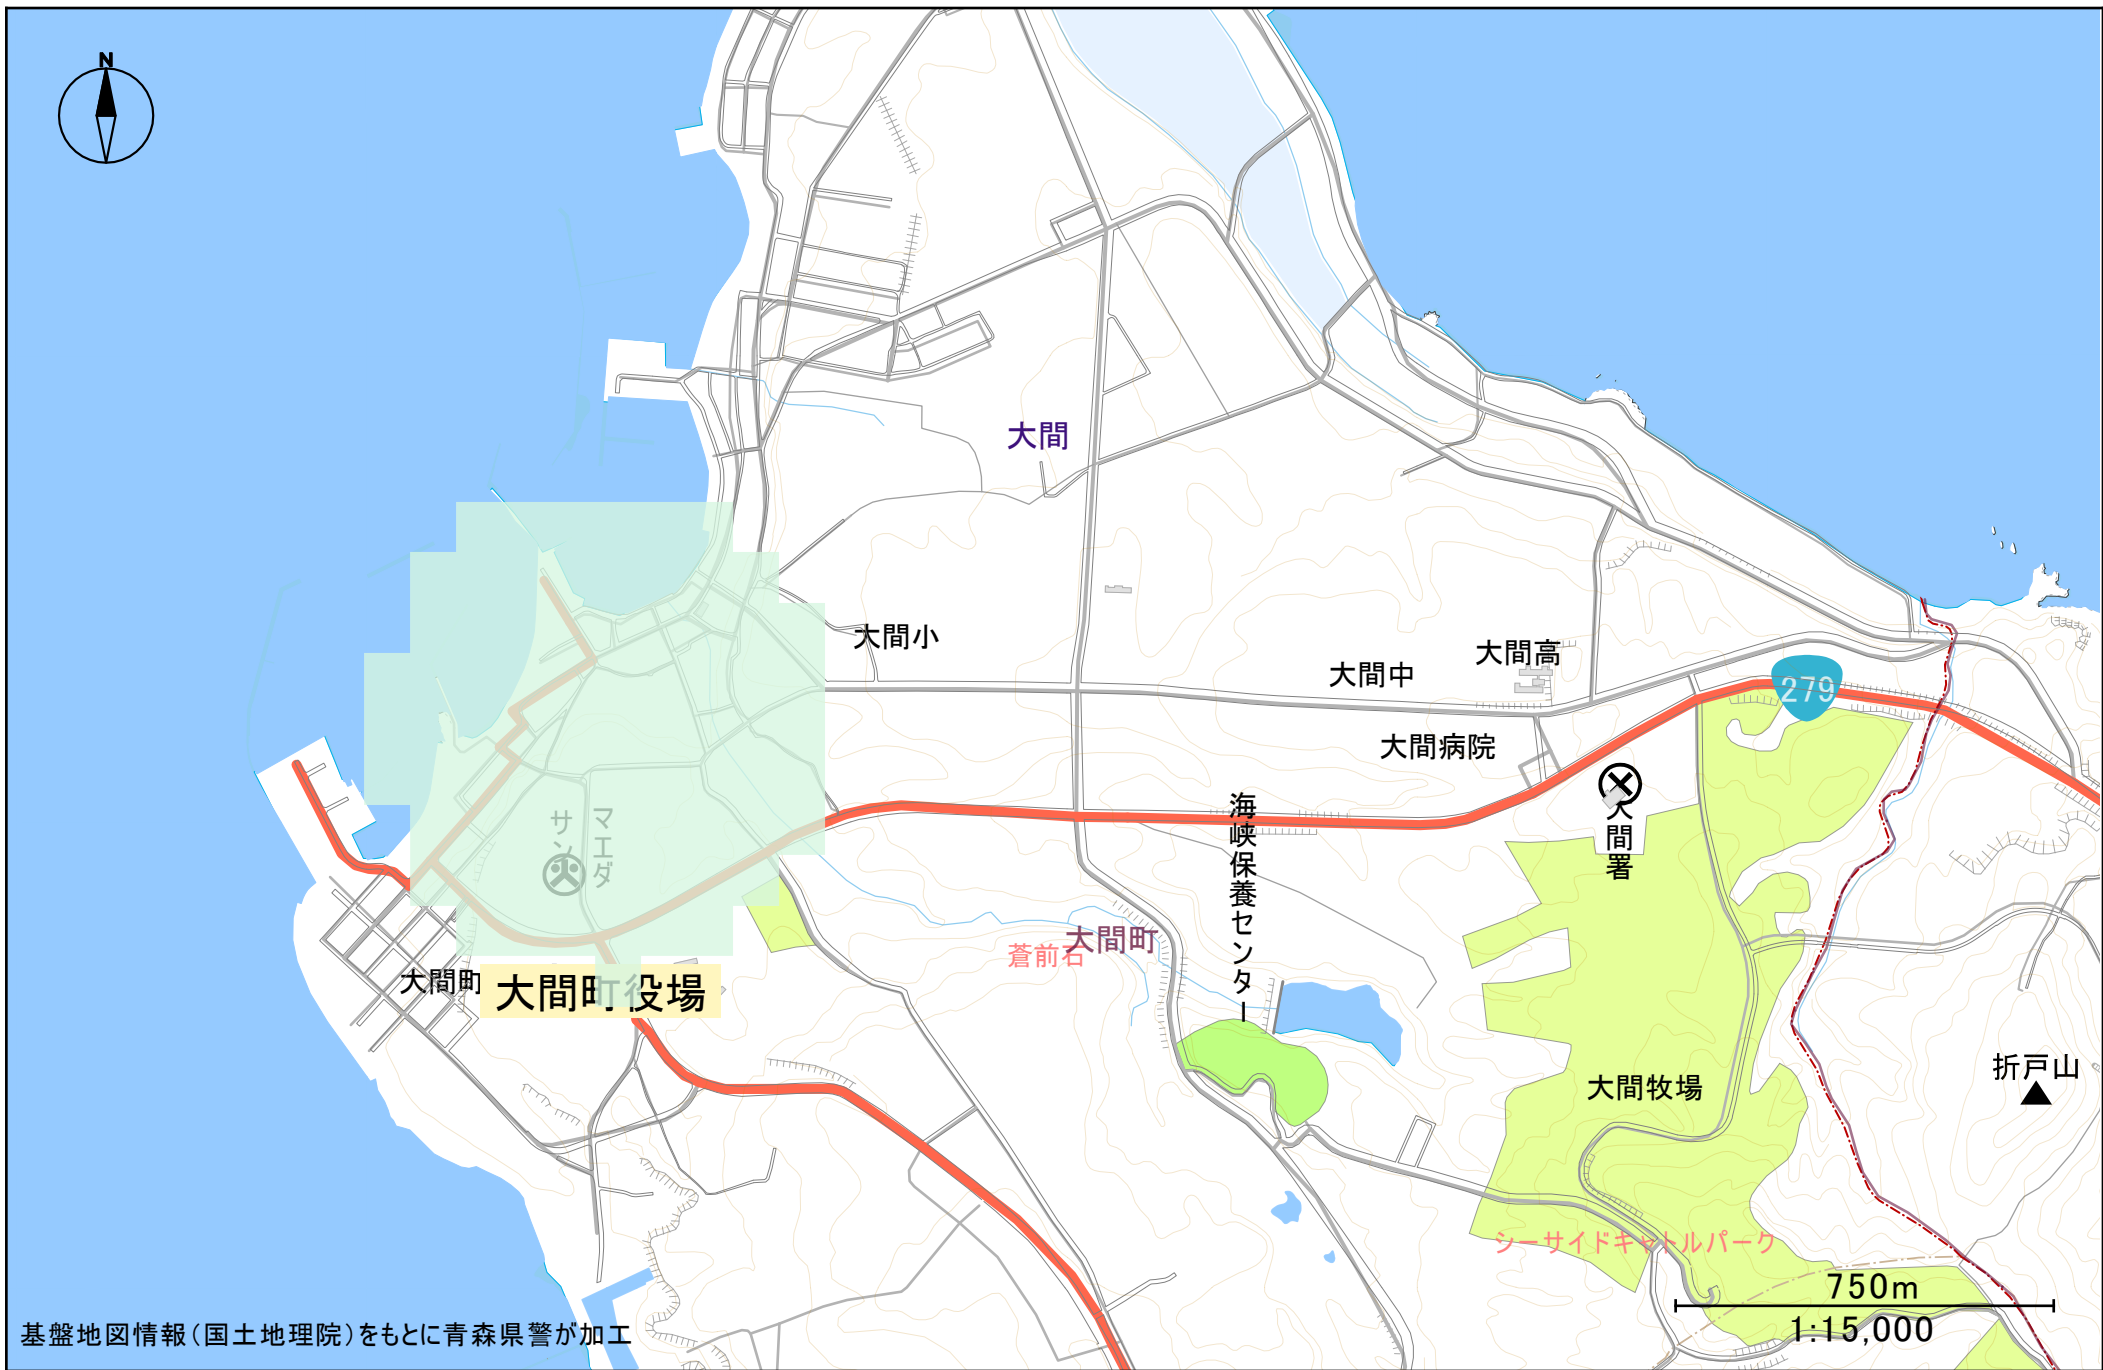 N
大間
大間小
大間中
大間高
279
大間病院
大間署
海峡保養センター
マエダ
サン
大間町
蒼前石
大間町
大間町役場
大間牧場
折戸山
シーサイドキャトルパーク
750m
1:15,000
基盤地図情報(国土地理院)をもとに青森県警が加工